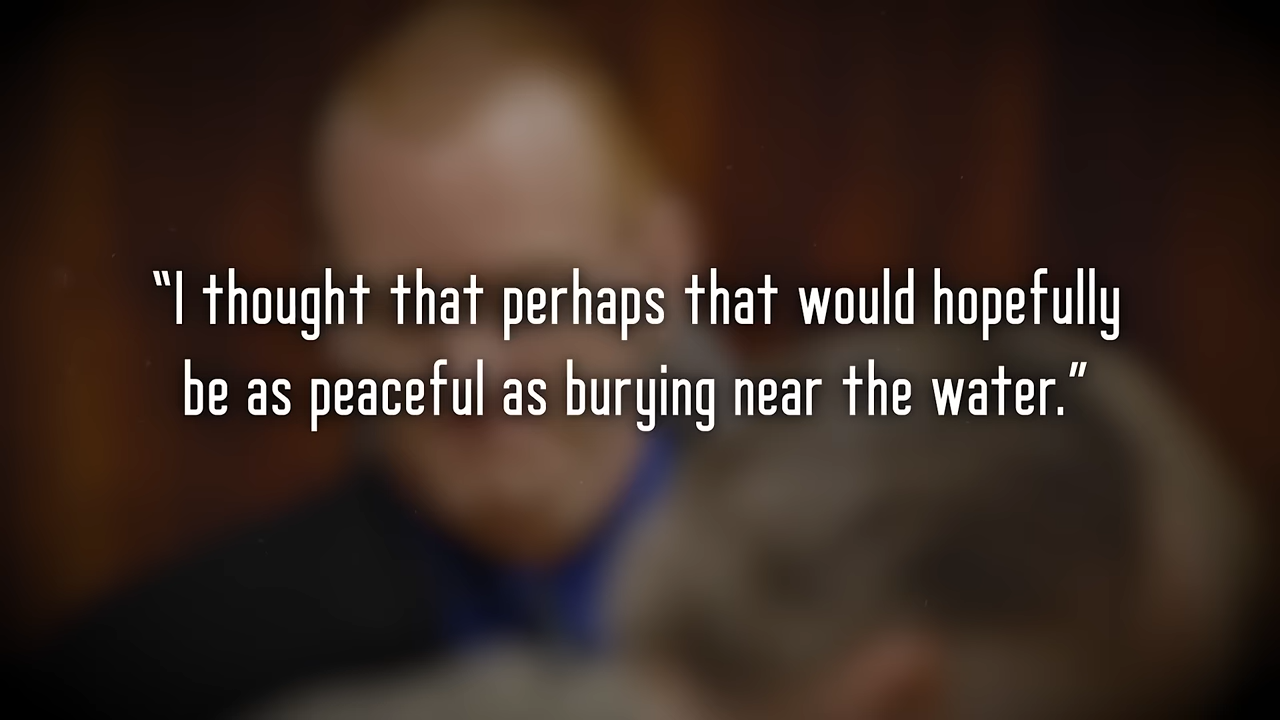 “I thought that perhaps that would hopefully
be as peaceful as burying near the water.”